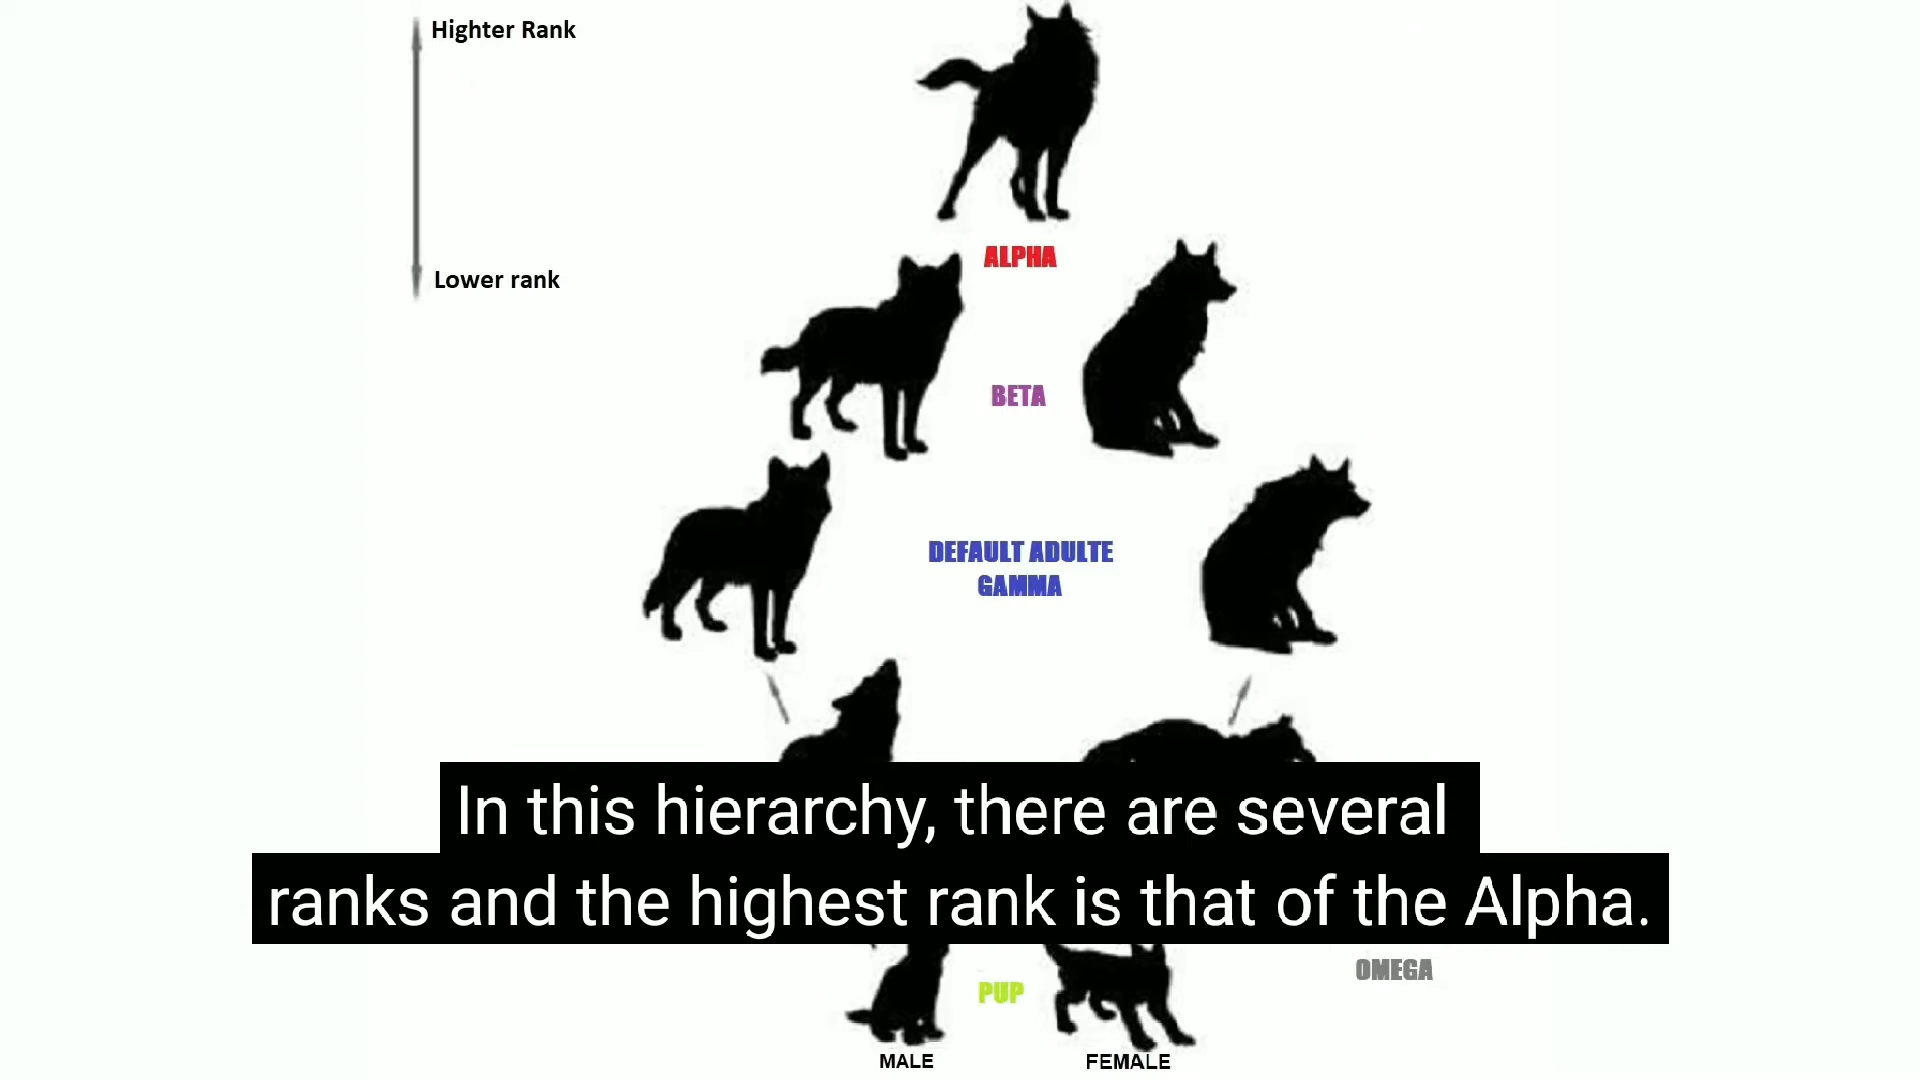 Highter Rank
Lower rank
ALPHA
BETA
DEFAULT ADULTE
GAMMA
In this hierarchy, there are several
ranks and the highest rank is that of the Alpha.
OMEGA
PUP
MALE
FEMALE